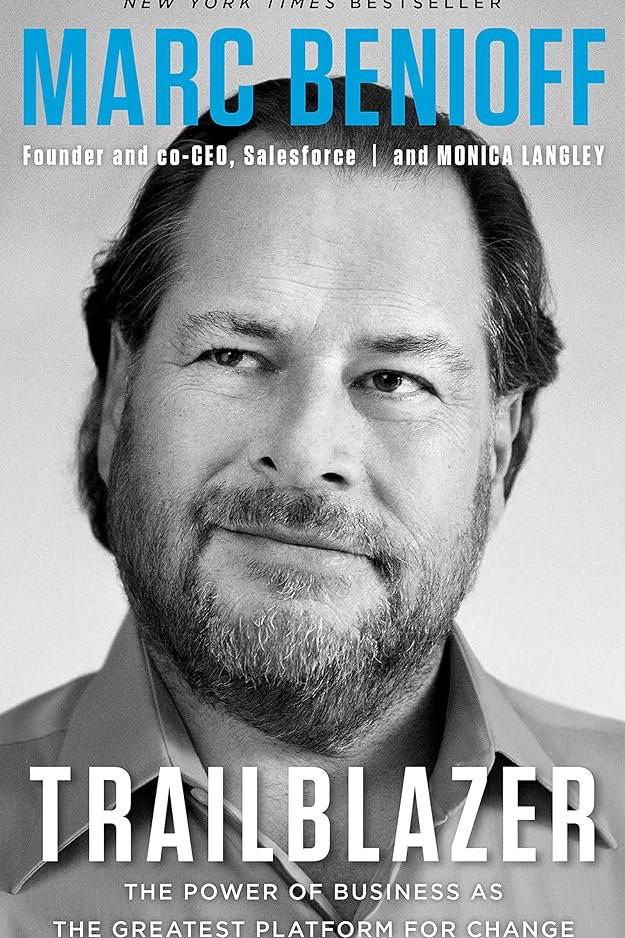 NEW YORK TIMES BESTSELLER
MARC BENIOFF
Founder and co-CEO, Salesforce | and MONICA LANGLEY
TRAILBLAZER
THE POWER OF BUSINESS AS
THE GREATEST PLATFORM FOR CHANGE